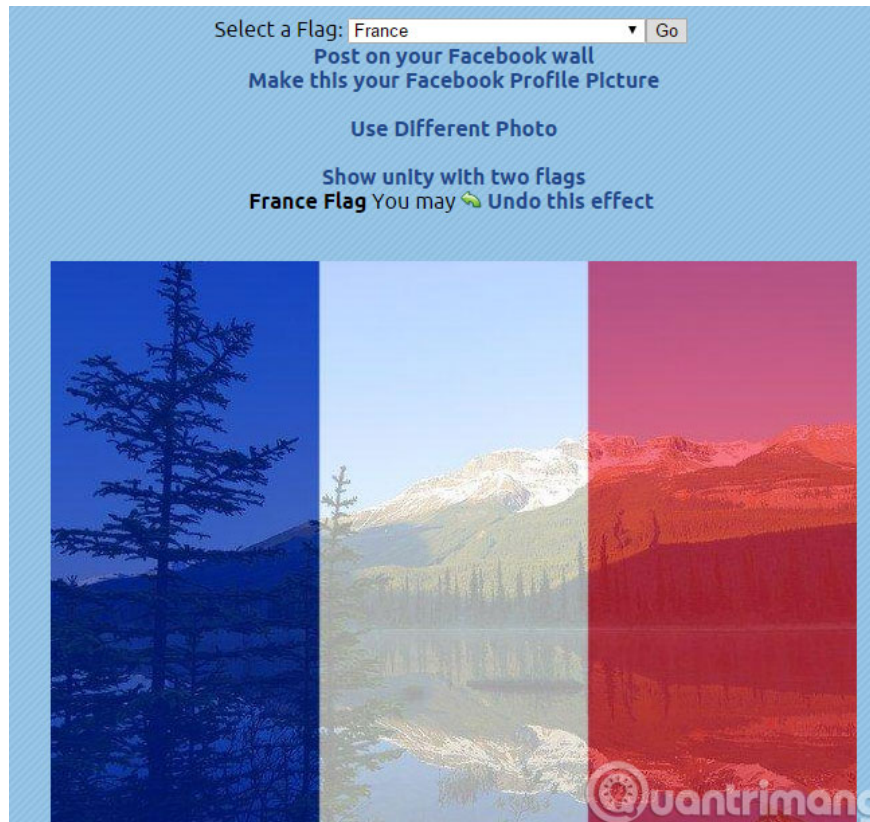 Select a Flag: France Go
Post on your Facebook wall
Make this your Facebook Profile Picture
Use Different Photo
Show unity with two flags
France Flag You may Undo this effect
uantrimang